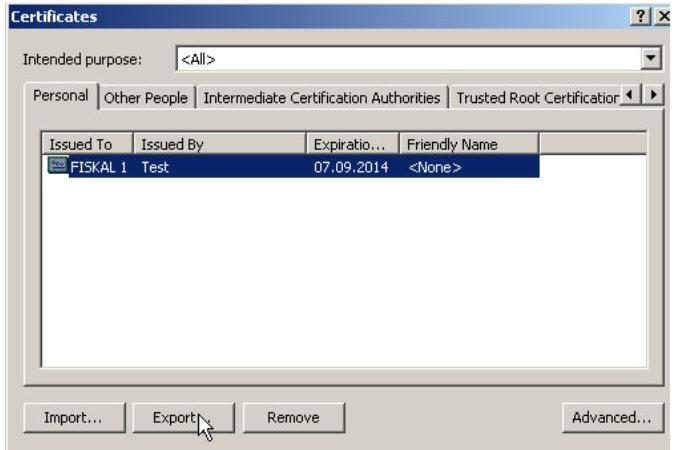 Certificates
Intended purpose: <All>
Personal Other People Intermediate Certification Authorities Trusted Root Certification
Issued To Issued By Expiratio... Friendly Name
FISKAL 1 Test 07.09.2014 <None>
Import... Export... Remove Advanced...